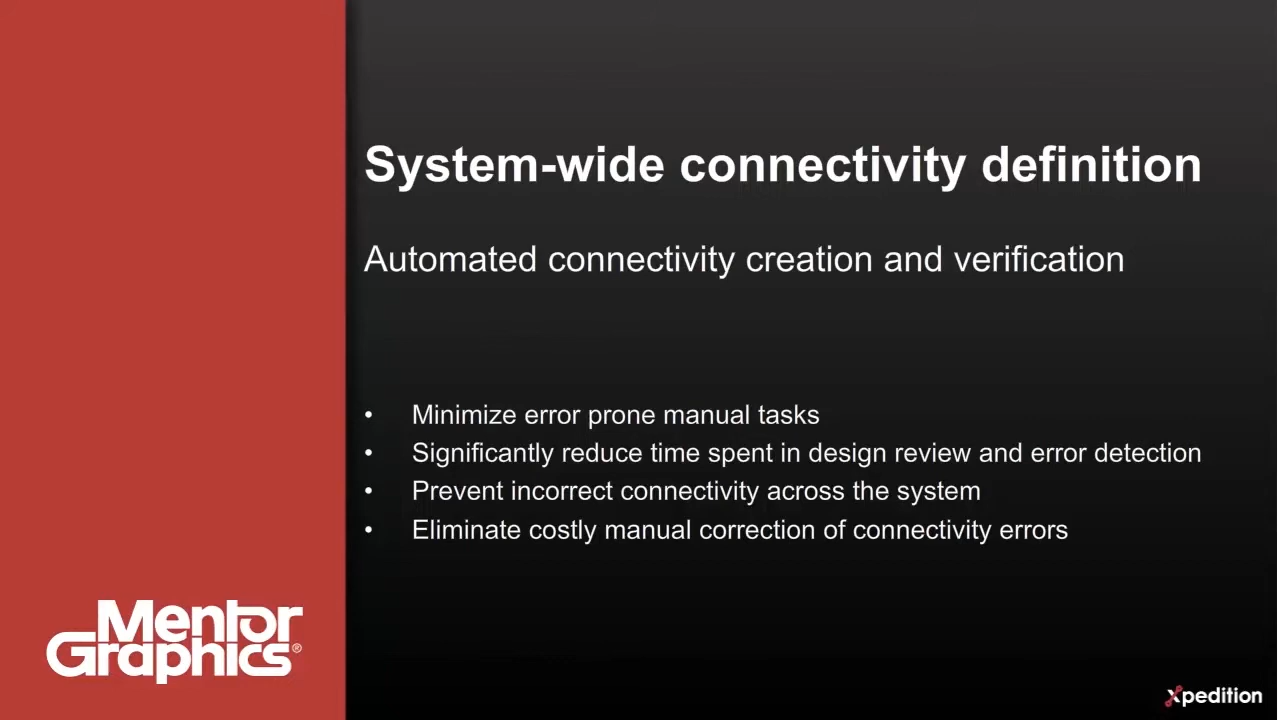 System-wide connectivity definition
Automated connectivity creation and verification
• Minimize error prone manual tasks
• Significantly reduce time spent in design review and error detection
• Prevent incorrect connectivity across the system
• Eliminate costly manual correction of connectivity errors
Mentor
Graphics®
xpedition